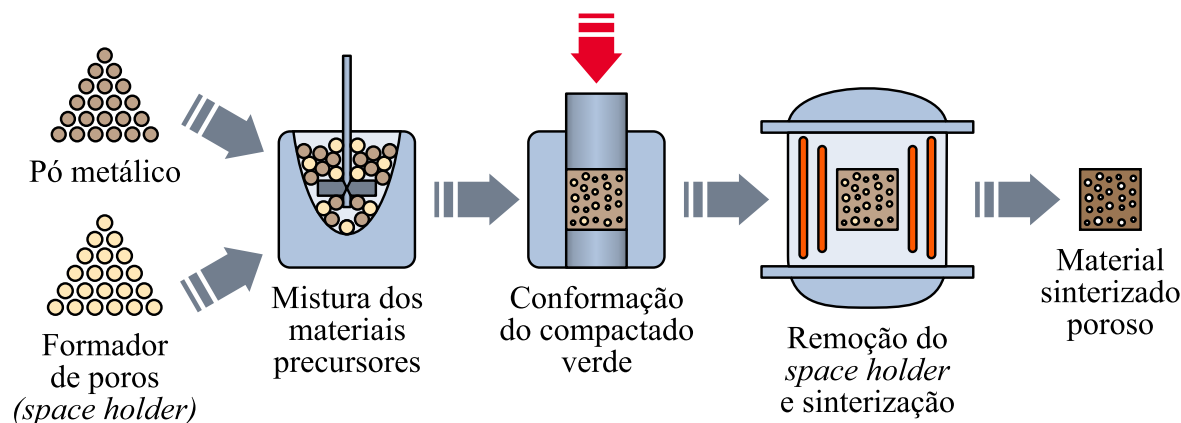 Pó metálico
Formador
de poros
(space holder)
Mistura dos
materiais
precursores
Conformação
do compactado
verde
Remoção do
space holder
e sinterização
Material
sinterizado
poroso